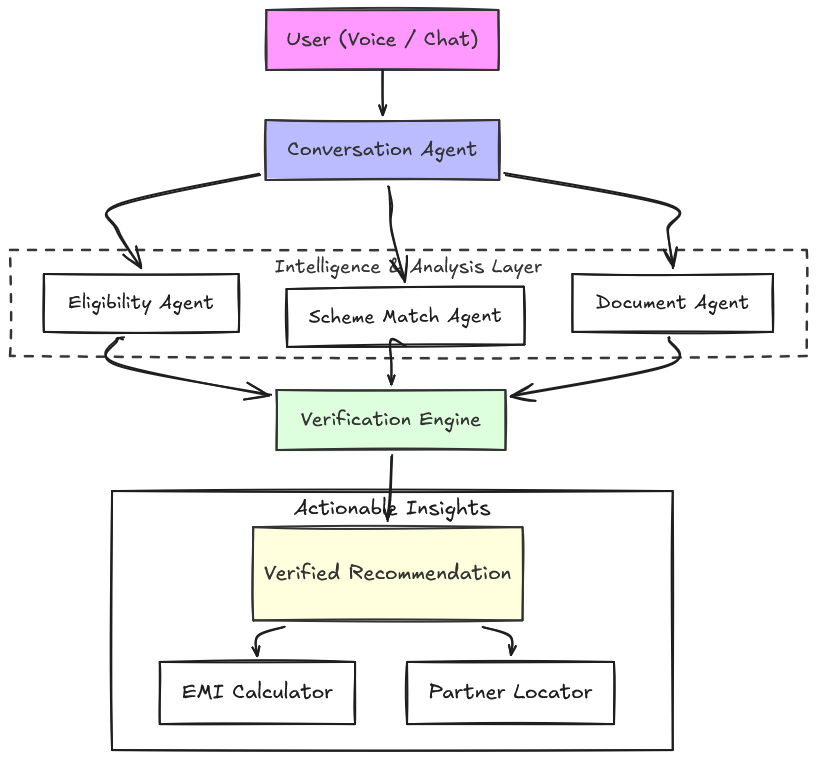 User (Voice / Chat)
Conversation Agent
Intelligence & Analysis Layer
Eligibility Agent
Scheme Match Agent
Document Agent
Verification Engine
Actionable Insights
Verified Recommendation
EMI Calculator
Partner Locator